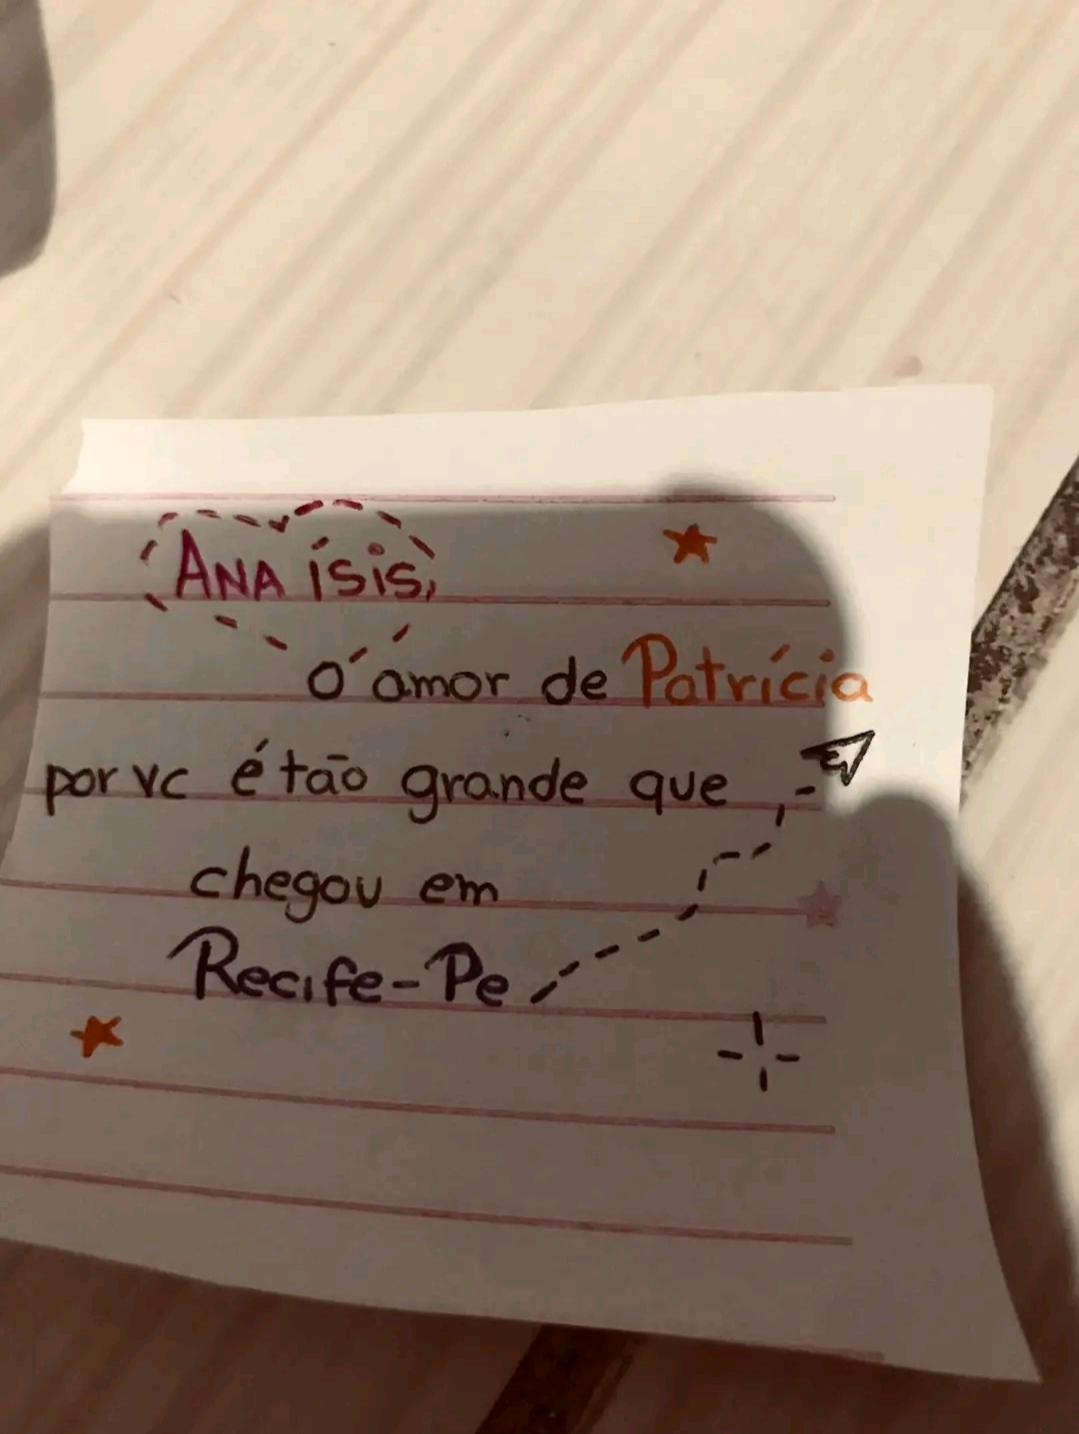 ANA ÍSIS,
O amor de Patrícia
por vc é tão grande que
chegou em
Recife-Pe